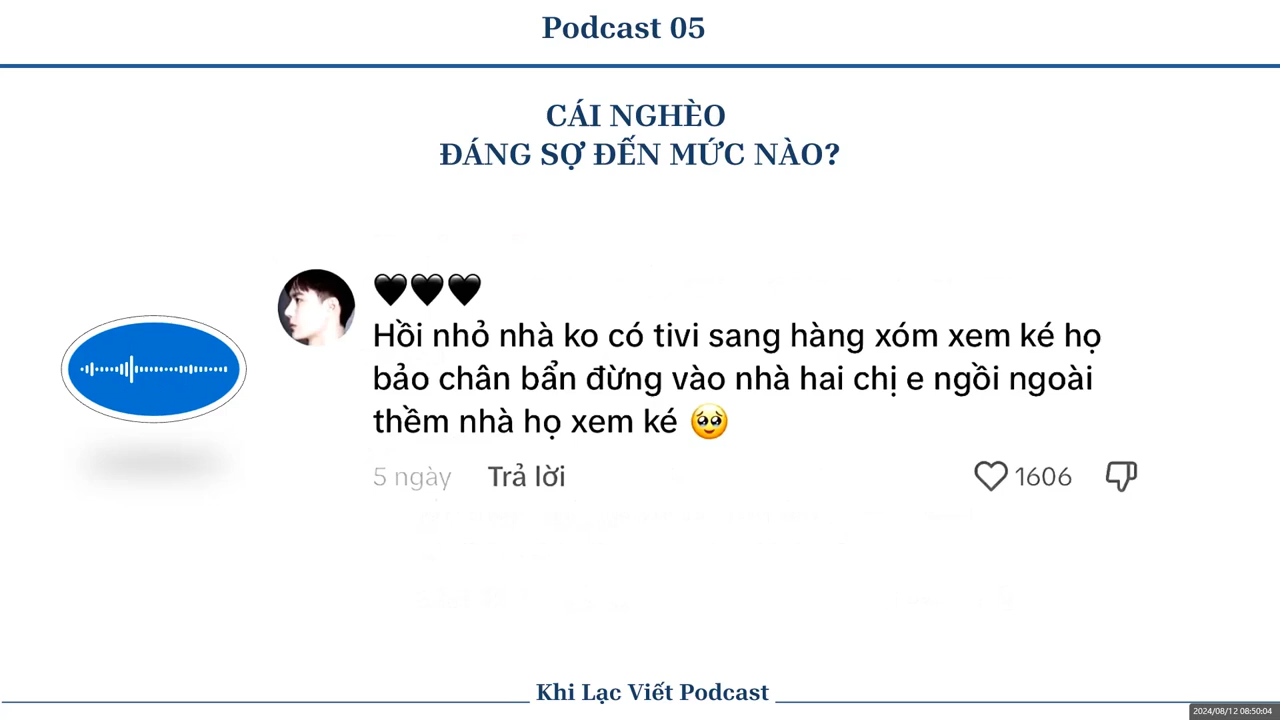 Podcast 05
CÁI NGHÈO
ĐÁNG SỢ ĐẾN MỨC NÀO?
🖤🖤🖤
Hồi nhỏ nhà ko có tivi sang hàng xóm xem ké họ
bảo chân bẩn đừng vào nhà hai chị e ngồi ngoài
thềm nhà họ xem ké 🥹
5 ngày Trả lời 1606
Khi Lạc Viết Podcast
2024/08/12 08:50:04